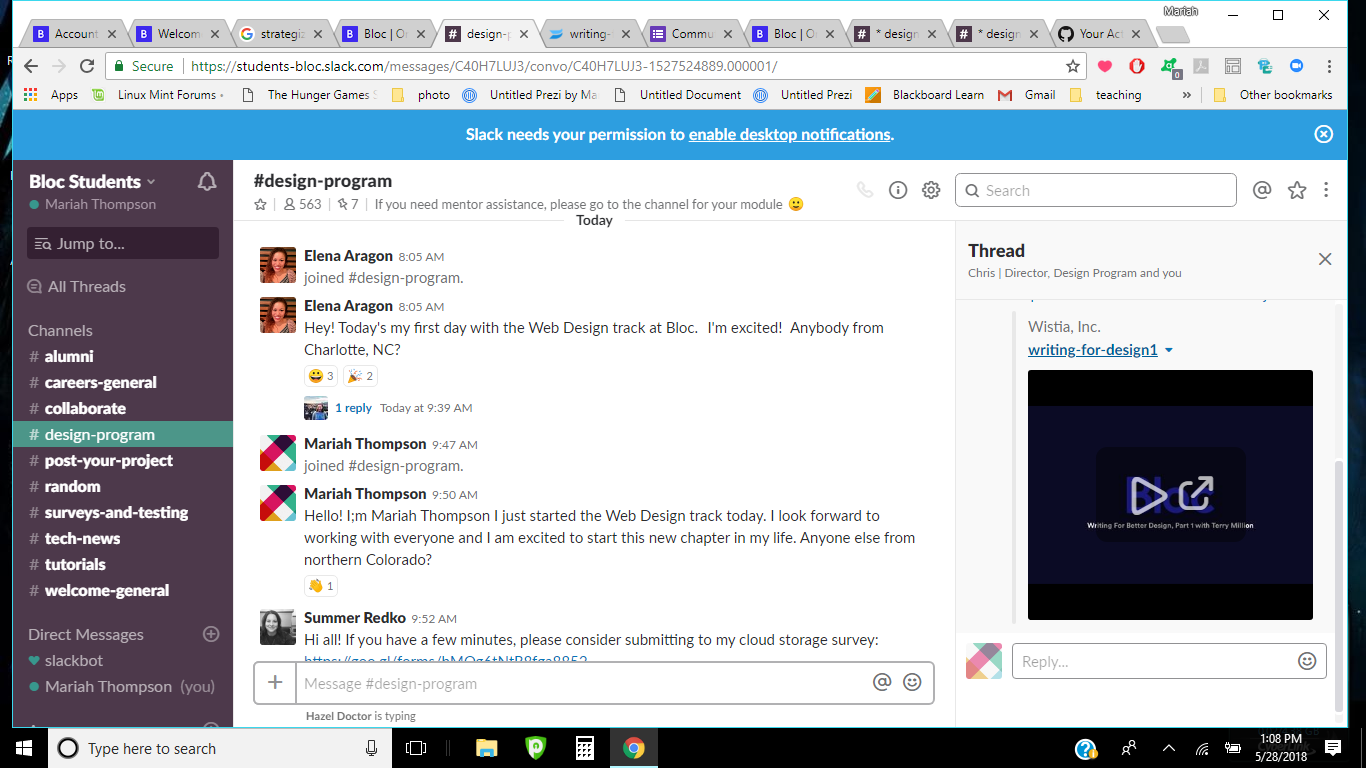 Mariah
Account
Welcom
strategiz
Bloc | On
design-p
writing-
Commu
Bloc | On
* design
* design
Your Act
Secure
https://students-bloc.slack.com/messages/C40H7LUJ3/convo/C40H7LUJ3-1527524889.000001/
Apps
Linux Mint Forums •
The Hunger Games S
photo
Untitled Prezi by Ma
Untitled Document
Untitled Prezi
Blackboard Learn
Gmail
teaching
»
Other bookmarks
Slack needs your permission to enable desktop notifications.
Bloc Students
Mariah Thompson
Jump to...
All Threads
Channels
# alumni
# careers-general
# collaborate
# design-program
# post-your-project
# random
# surveys-and-testing
# tech-news
# tutorials
# welcome-general
Direct Messages
slackbot
Mariah Thompson (you)
#design-program
563 | 7 | If you need mentor assistance, please go to the channel for your module
Search
Today
Elena Aragon 8:05 AM
joined #design-program.
Elena Aragon 8:05 AM
Hey! Today's my first day with the Web Design track at Bloc. I'm excited! Anybody from
Charlotte, NC?
3 2
1 reply Today at 9:39 AM
Mariah Thompson 9:47 AM
joined #design-program.
Mariah Thompson 9:50 AM
Hello! I;m Mariah Thompson I just started the Web Design track today. I look forward to
working with everyone and I am excited to start this new chapter in my life. Anyone else from
northern Colorado?
1
Summer Redko 9:52 AM
Hi all! If you have a few minutes, please consider submitting to my cloud storage survey:
Message #design-program
Hazel Doctor is typing
Thread
Chris | Director, Design Program and you
Wistia, Inc.
writing-for-design1
Bloc
Writing For Better Design, Part 1 with Terry Million
Reply...
Type here to search
1:08 PM
5/28/2018